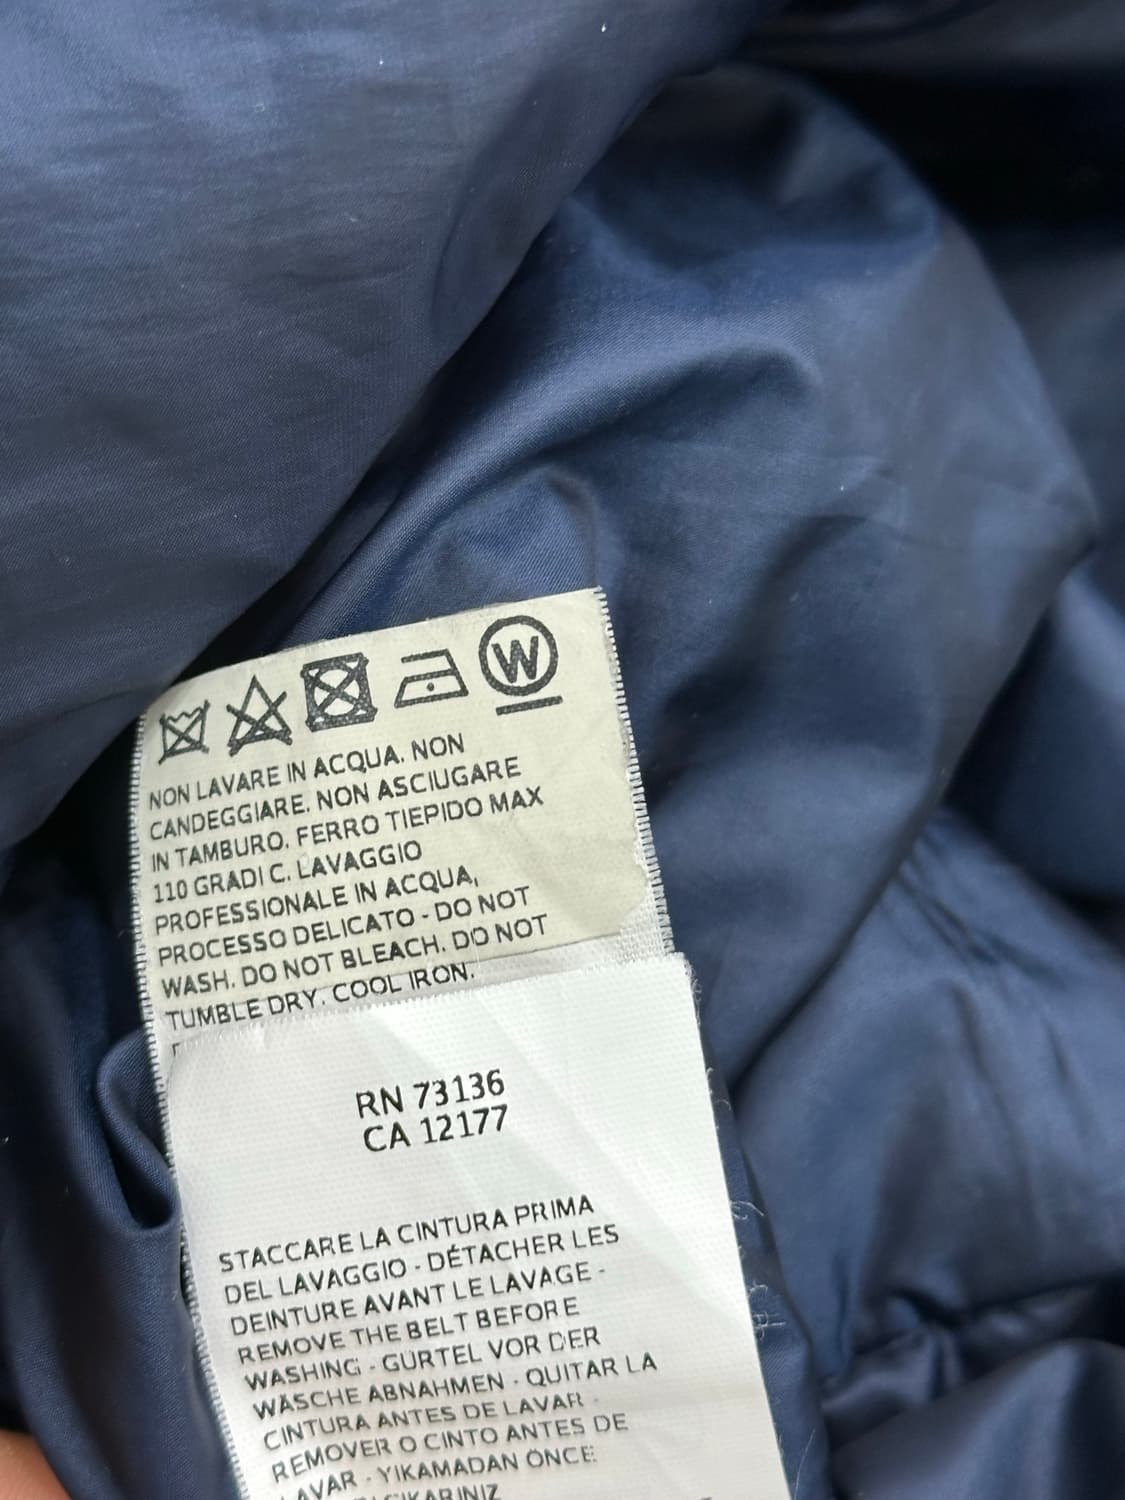 W
NON LAVARE IN ACQUA. NON
CANDEGGIARE. NON ASCIUGARE
IN TAMBURO. FERRO TIEPIDO MAX
110 GRADI C. LAVAGGIO
PROFESSIONALE IN ACQUA,
PROCESSO DELICATO - DO NOT
WASH. DO NOT BLEACH. DO NOT
TUMBLE DRY. COOL IRON.
RN 73136
CA 12177
STACCARE LA CINTURA PRIMA
DEL LAVAGGIO - DÉTACHER LES
DEINTURE AVANT LE LAVAGE -
REMOVE THE BELT BEFORE
WASHING - GÜRTEL VOR DER
WÄSCHE ABNAHMEN - QUITAR LA
CINTURA ANTES DE LAVAR -
REMOVER O CINTO ANTES DE
LAVAR - YIKAMADAN ÖNCE